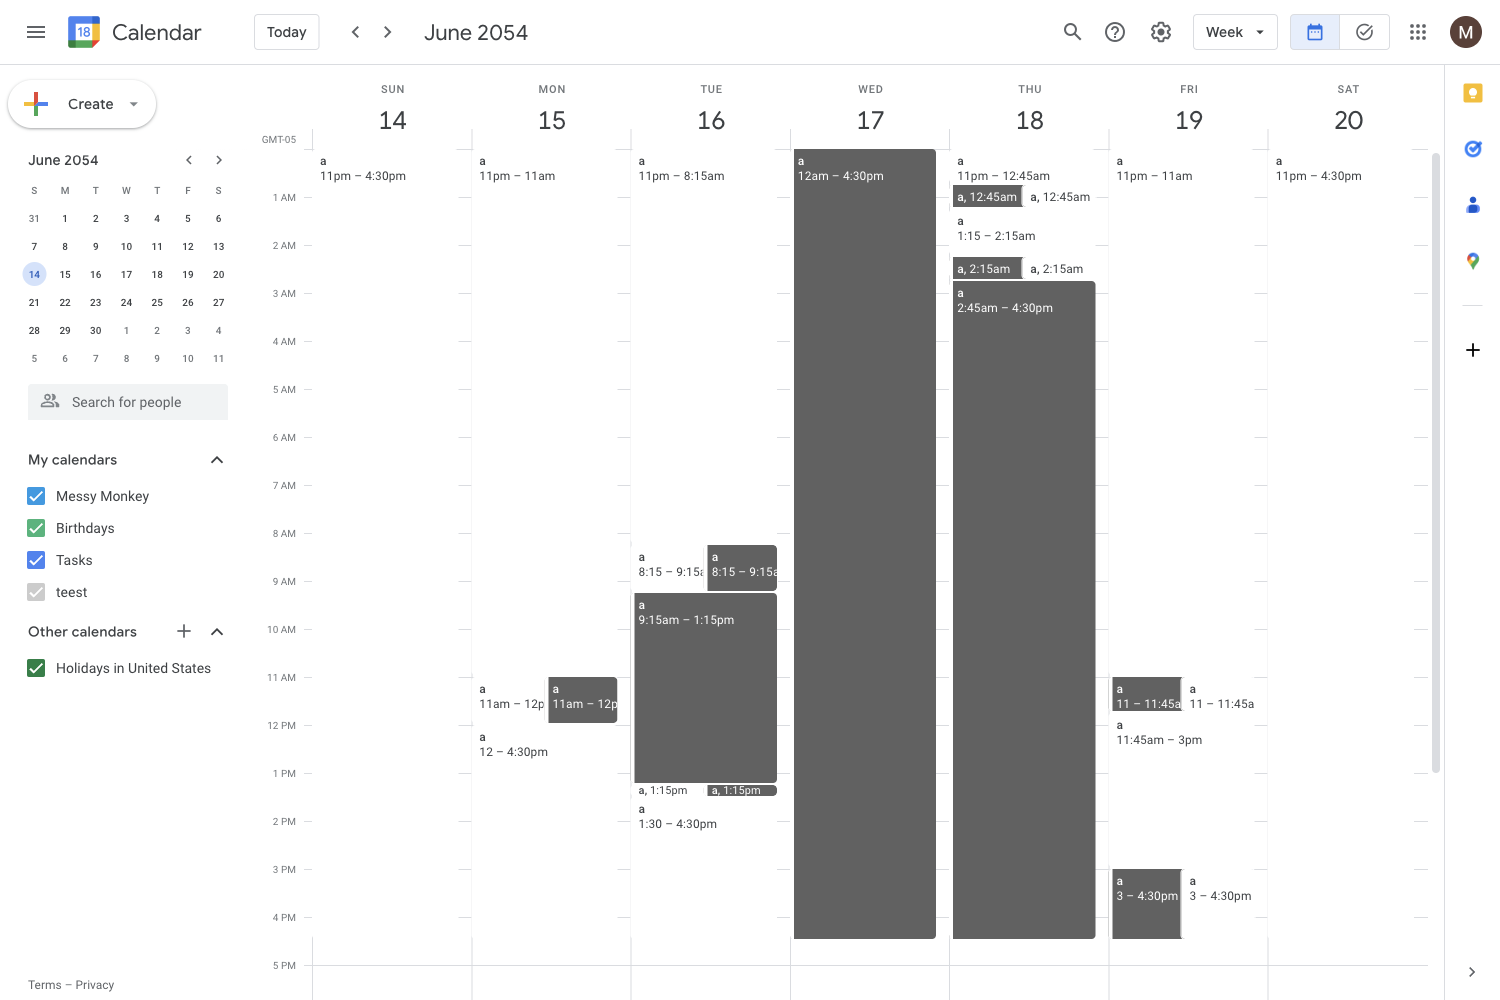 18
Calendar
Today
June 2054
Week
M
Create
June 2054
S M T W T F S
31 1 2 3 4 5 6
7 8 9 10 11 12 13
14 15 16 17 18 19 20
21 22 23 24 25 26 27
28 29 30 1 2 3 4
5 6 7 8 9 10 11
Search for people
My calendars
Messy Monkey
Birthdays
Tasks
teest
Other calendars
Holidays in United States
Terms – Privacy
SUN MON TUE WED THU FRI SAT
14 15 16 17 18 19 20
GMT-05
1 AM
2 AM
3 AM
4 AM
5 AM
6 AM
7 AM
8 AM
9 AM
10 AM
11 AM
12 PM
1 PM
2 PM
3 PM
4 PM
5 PM
a
11pm – 4:30pm
a
11pm – 11am
a
11am – 12p
a
11am – 12p
a
12 – 4:30pm
a
11pm – 8:15am
a
8:15 – 9:15a
a
8:15 – 9:15a
a
9:15am – 1:15pm
a, 1:15pm
a, 1:15pm
a
1:30 – 4:30pm
a
12am – 4:30pm
a
11pm – 12:45am
a, 12:45am
a, 12:45am
a
1:15 – 2:15am
a, 2:15am
a, 2:15am
a
2:45am – 4:30pm
a
11pm – 11am
a
11 – 11:45a
a
11 – 11:45a
a
11:45am – 3pm
a
3 – 4:30pm
a
3 – 4:30pm
a
11pm – 4:30pm